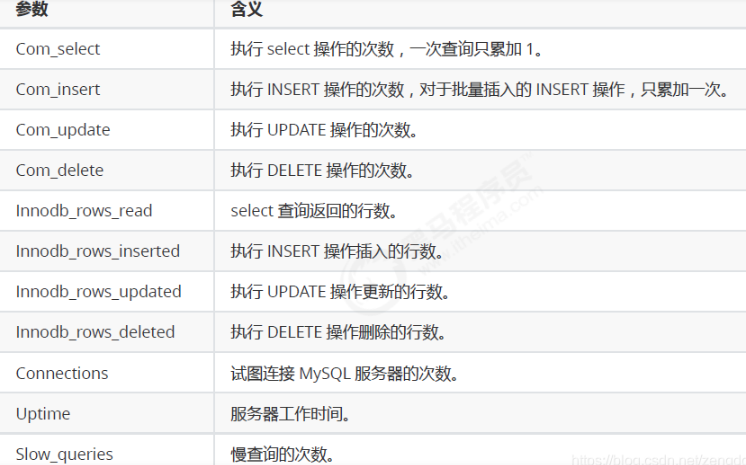 参数 含义
Com_select 执行 select 操作的次数，一次查询只累加 1。
Com_insert 执行 INSERT 操作的次数，对于批量插入的 INSERT 操作，只累加一次。
Com_update 执行 UPDATE 操作的次数。
Com_delete 执行 DELETE 操作的次数。
Innodb_rows_read select 查询返回的行数。
Innodb_rows_inserted 执行 INSERT 操作插入的行数。
Innodb_rows_updated 执行 UPDATE 操作更新的行数。
Innodb_rows_deleted 执行 DELETE 操作删除的行数。
Connections 试图连接 MySQL 服务器的次数。
Uptime 服务器工作时间。
Slow_queries 慢查询的次数。
黑马程序员
www.itheima.com